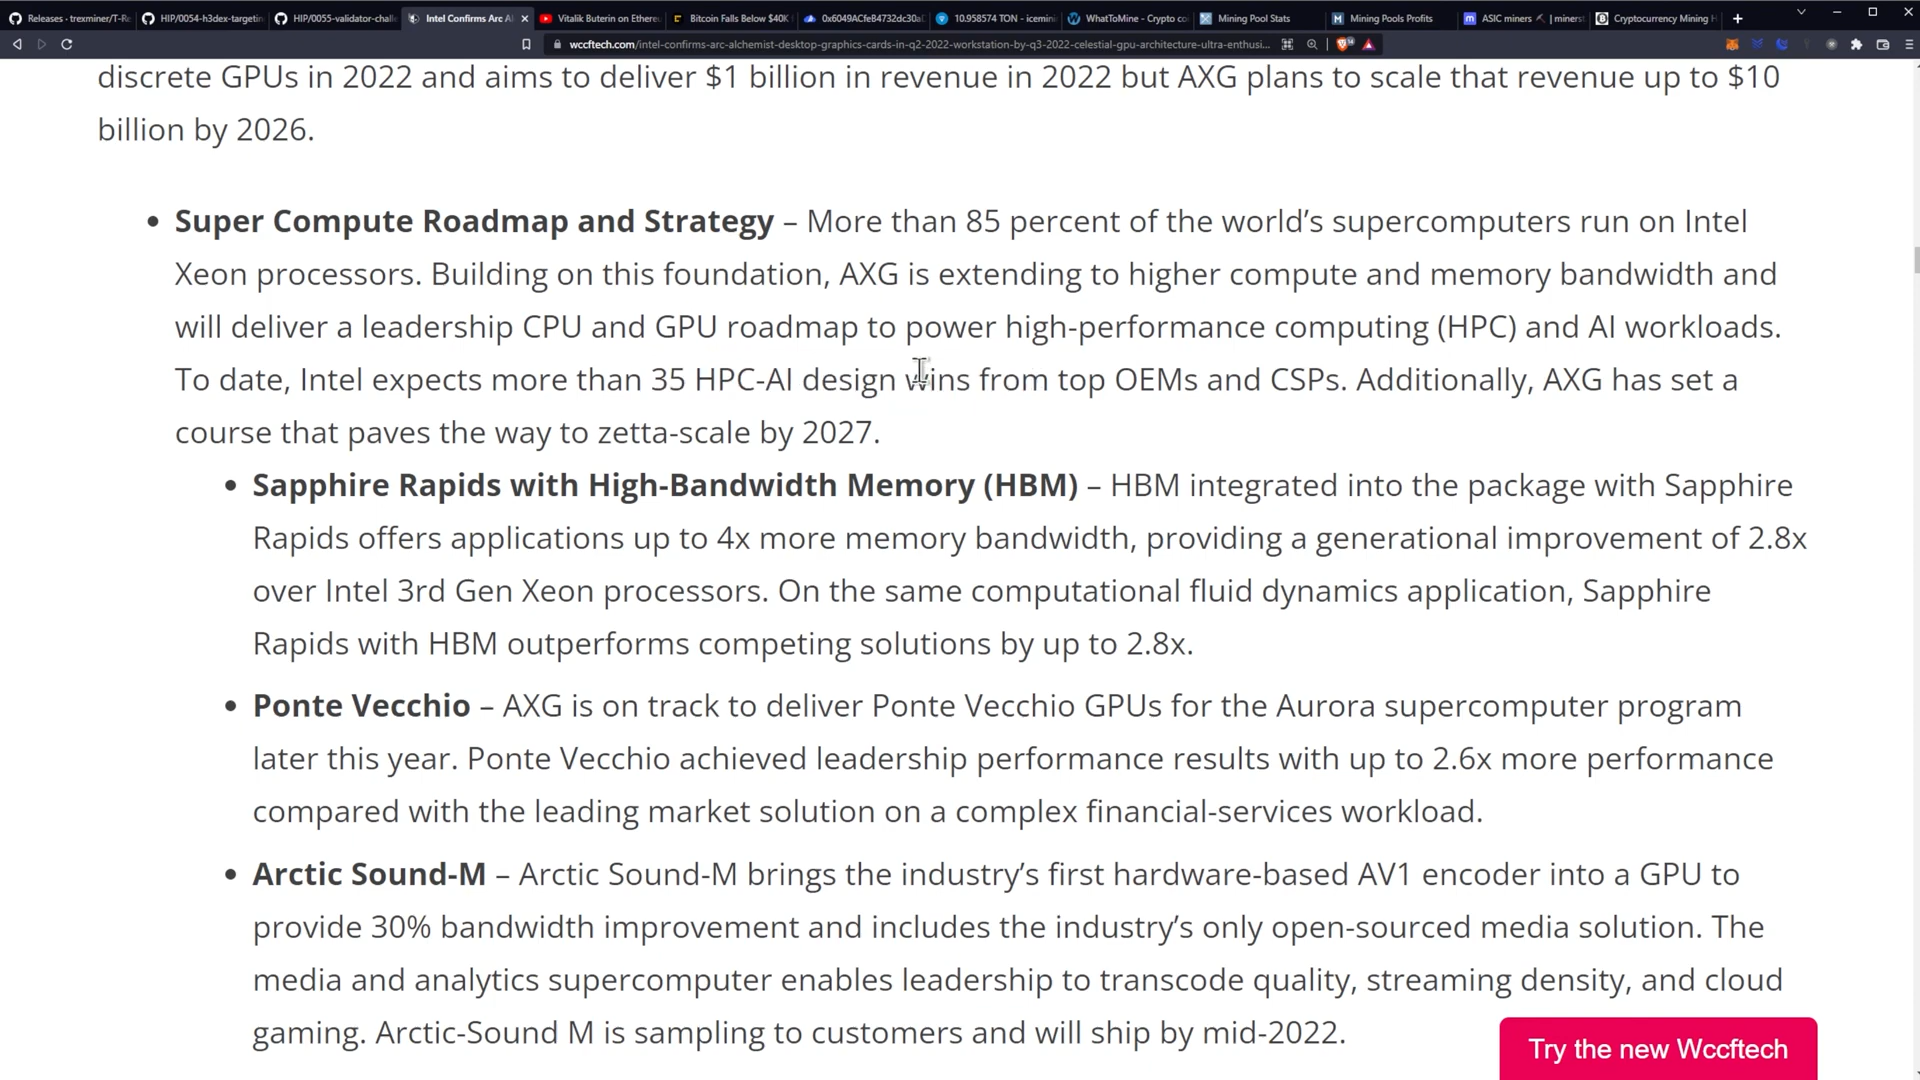 Releases - trexminer/T-Re
HIP/0054-h3dex-targetin
HIP/0055-validator-challe
Intel Confirms Arc Al
Vitalik Buterin on Ethere
Bitcoin Falls Below $40K
0x6049ACfeB4732dc30a
10.958574 TON - icemini
WhatToMine - Crypto co
Mining Pool Stats
Mining Pools Profits
ASIC miners ⛏ | miners
Cryptocurrency Mining H
wccftech.com/intel-confirms-arc-alchemist-desktop-graphics-cards-in-q2-2022-workstation-by-q3-2022-celestial-gpu-architecture-ultra-enthusi...
discrete GPUs in 2022 and aims to deliver $1 billion in revenue in 2022 but AXG plans to scale that revenue up to $10
billion by 2026.
• Super Compute Roadmap and Strategy – More than 85 percent of the world's supercomputers run on Intel
Xeon processors. Building on this foundation, AXG is extending to higher compute and memory bandwidth and
will deliver a leadership CPU and GPU roadmap to power high-performance computing (HPC) and AI workloads.
To date, Intel expects more than 35 HPC-AI design wins from top OEMs and CSPs. Additionally, AXG has set a
course that paves the way to zetta-scale by 2027.
• Sapphire Rapids with High-Bandwidth Memory (HBM) – HBM integrated into the package with Sapphire
Rapids offers applications up to 4x more memory bandwidth, providing a generational improvement of 2.8x
over Intel 3rd Gen Xeon processors. On the same computational fluid dynamics application, Sapphire
Rapids with HBM outperforms competing solutions by up to 2.8x.
• Ponte Vecchio – AXG is on track to deliver Ponte Vecchio GPUs for the Aurora supercomputer program
later this year. Ponte Vecchio achieved leadership performance results with up to 2.6x more performance
compared with the leading market solution on a complex financial-services workload.
• Arctic Sound-M – Arctic Sound-M brings the industry's first hardware-based AV1 encoder into a GPU to
provide 30% bandwidth improvement and includes the industry's only open-sourced media solution. The
media and analytics supercomputer enables leadership to transcode quality, streaming density, and cloud
gaming. Arctic-Sound M is sampling to customers and will ship by mid-2022.
Try the new Wccftech